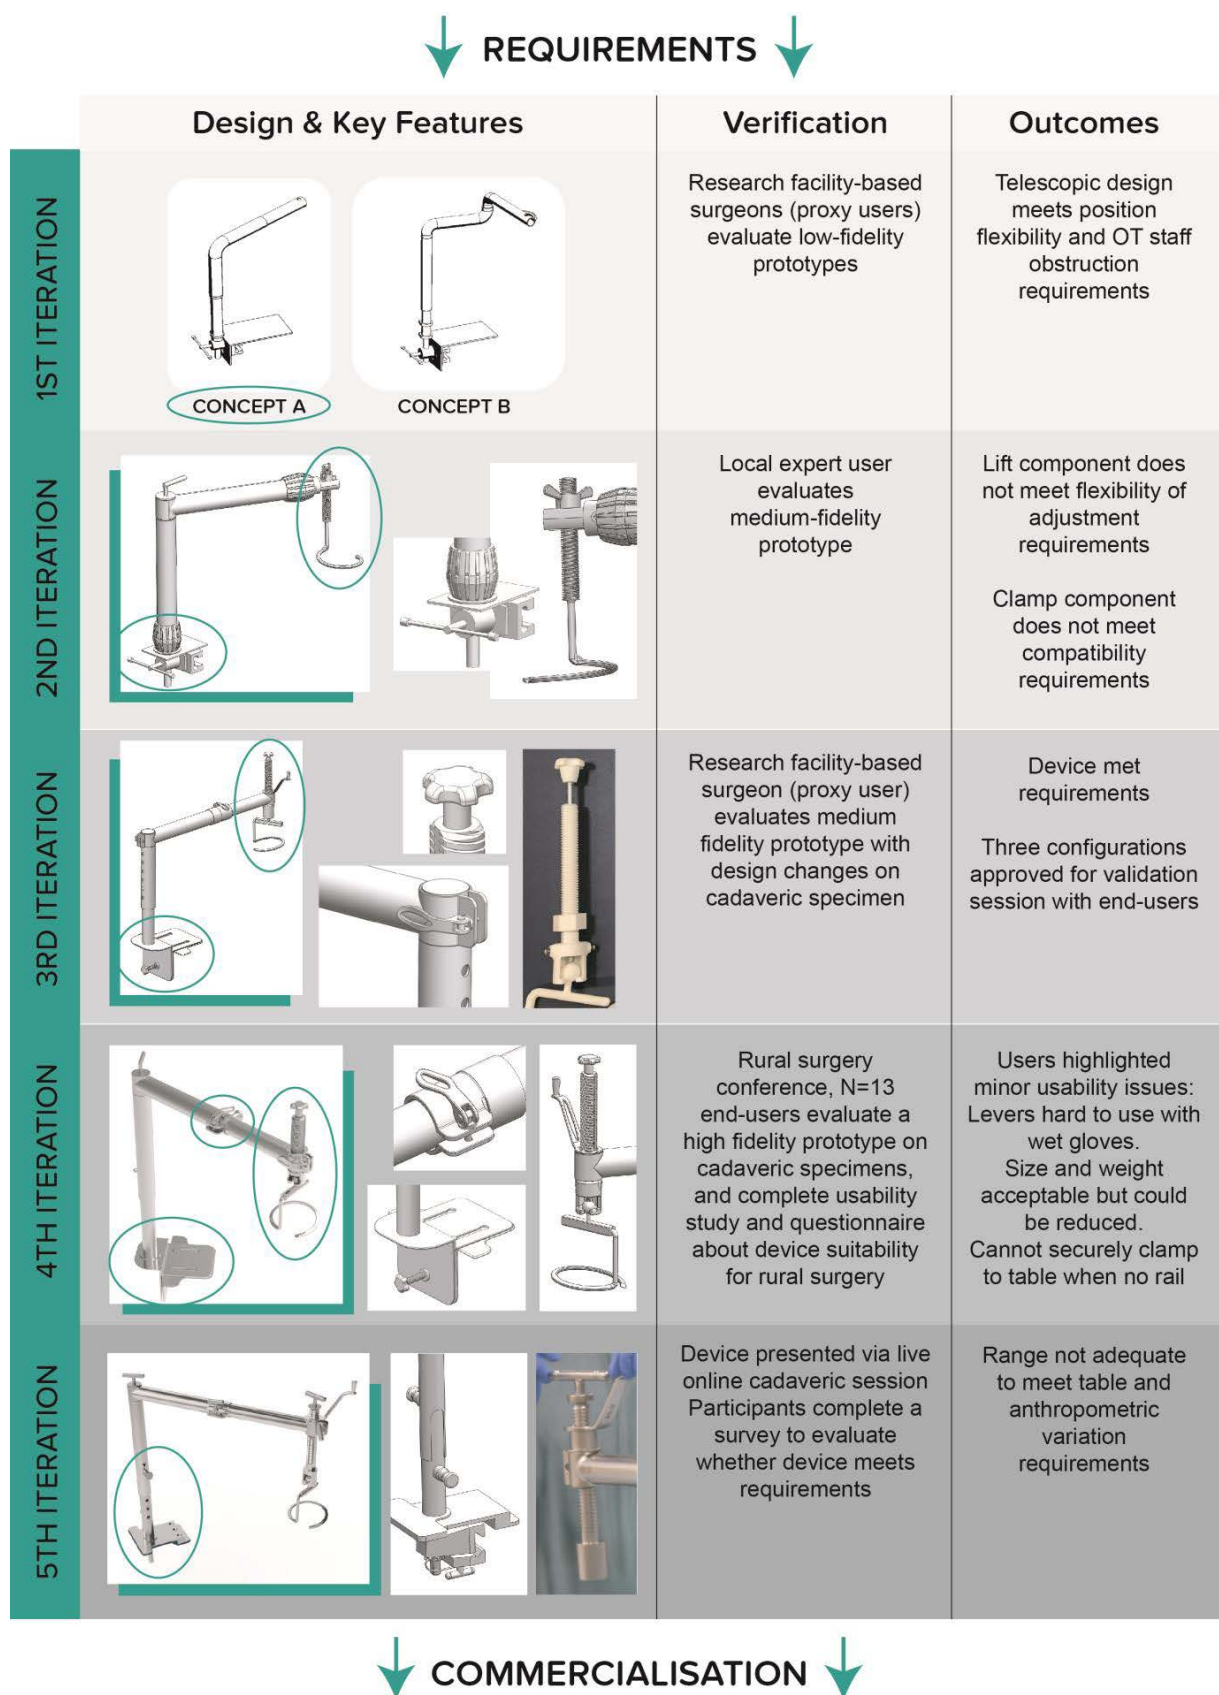 REQUIREMENTS
Design & Key Features
Verification
Outcomes
1ST ITERATION
CONCEPT A
CONCEPT B
Research facility-based
surgeons (proxy users)
evaluate low-fidelity
prototypes
Telescopic design
meets position
flexibility and OT staff
obstruction
requirements
2ND ITERATION
Local expert user
evaluates
medium-fidelity
prototype
Lift component does
not meet flexibility of
adjustment
requirements
Clamp component
does not meet
compatibility
requirements
3RD ITERATION
Research facility-based
surgeon (proxy user)
evaluates medium
fidelity prototype with
design changes on
cadaveric specimen
Device met
requirements
Three configurations
approved for validation
session with end-users
4TH ITERATION
Rural surgery
conference, N=13
end-users evaluate a
high fidelity prototype on
cadaveric specimens,
and complete usability
study and questionnaire
about device suitability
for rural surgery
Users highlighted
minor usability issues:
Levers hard to use with
wet gloves.
Size and weight
acceptable but could
be reduced.
Cannot securely clamp
to table when no rail
5TH ITERATION
Device presented via live
online cadaveric session
Participants complete a
survey to evaluate
whether device meets
requirements
Range not adequate
to meet table and
anthropometric
variation
requirements
COMMERCIALISATION